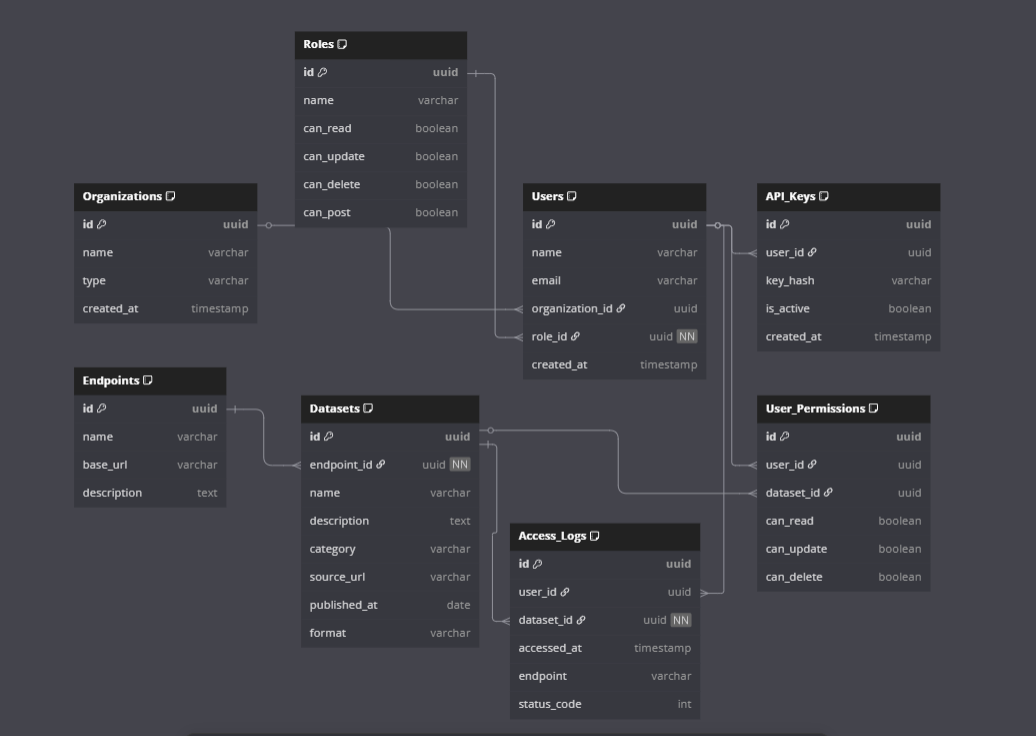 Roles
id uuid
name varchar
can_read boolean
can_update boolean
can_delete boolean
can_post boolean
Organizations
id uuid
name varchar
type varchar
created_at timestamp
Users
id uuid
name varchar
email varchar
organization_id uuid
role_id uuid NN
created_at timestamp
API_Keys
id uuid
user_id uuid
key_hash varchar
is_active boolean
created_at timestamp
Endpoints
id uuid
name varchar
base_url varchar
description text
Datasets
id uuid
endpoint_id uuid NN
name varchar
description text
category varchar
source_url varchar
published_at date
format varchar
User_Permissions
id uuid
user_id uuid
dataset_id uuid
can_read boolean
can_update boolean
can_delete boolean
Access_Logs
id uuid
user_id uuid
dataset_id uuid NN
accessed_at timestamp
endpoint varchar
status_code int